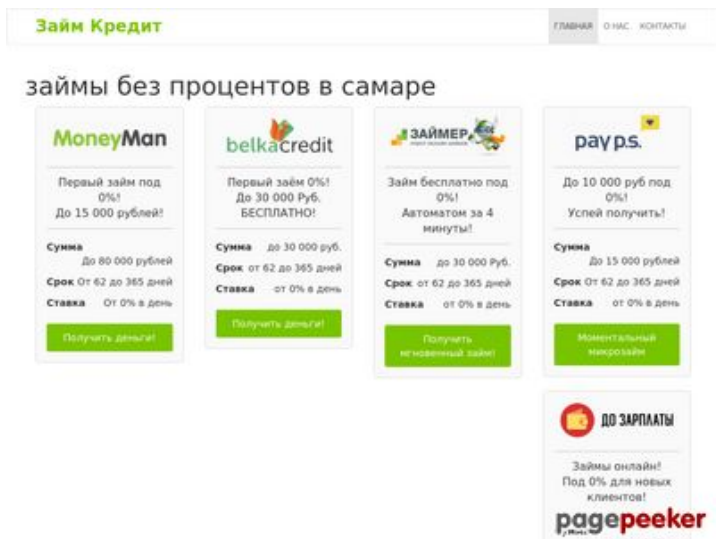 Займ Кредит
ГЛАВНАЯ О НАС КОНТАКТЫ
займы без процентов в самаре
MoneyMan
Первый займ под
0%!
До 15 000 рублей!
Сумма
До 80 000 рублей
Срок От 62 до 365 дней
Ставка От 0% в день
Получить деньги!
belkacredit
Первый заём 0%!
До 30 000 Руб.
БЕСПЛАТНО!
Сумма до 30 000 руб.
Срок от 62 до 365 дней
Ставка от 0% в день
Получить деньги!
ЗАЙМЕР
Займ бесплатно под
0%!
Автоматом за 4
минуты!
Сумма до 30 000 Руб.
Срок от 62 до 365 дней
Ставка от 0% в день
Получить
мгновенный займ!
pay p.s.
До 10 000 руб под
0%!
Успей получить!
Сумма
До 15 000 рублей
Срок От 62 до 365 дней
Ставка от 0% в день
Моментальный
микрозайм
ДО ЗАРПЛАТЫ
Займы онлайн!
Под 0% для новых
клиентов!
pagepeeker